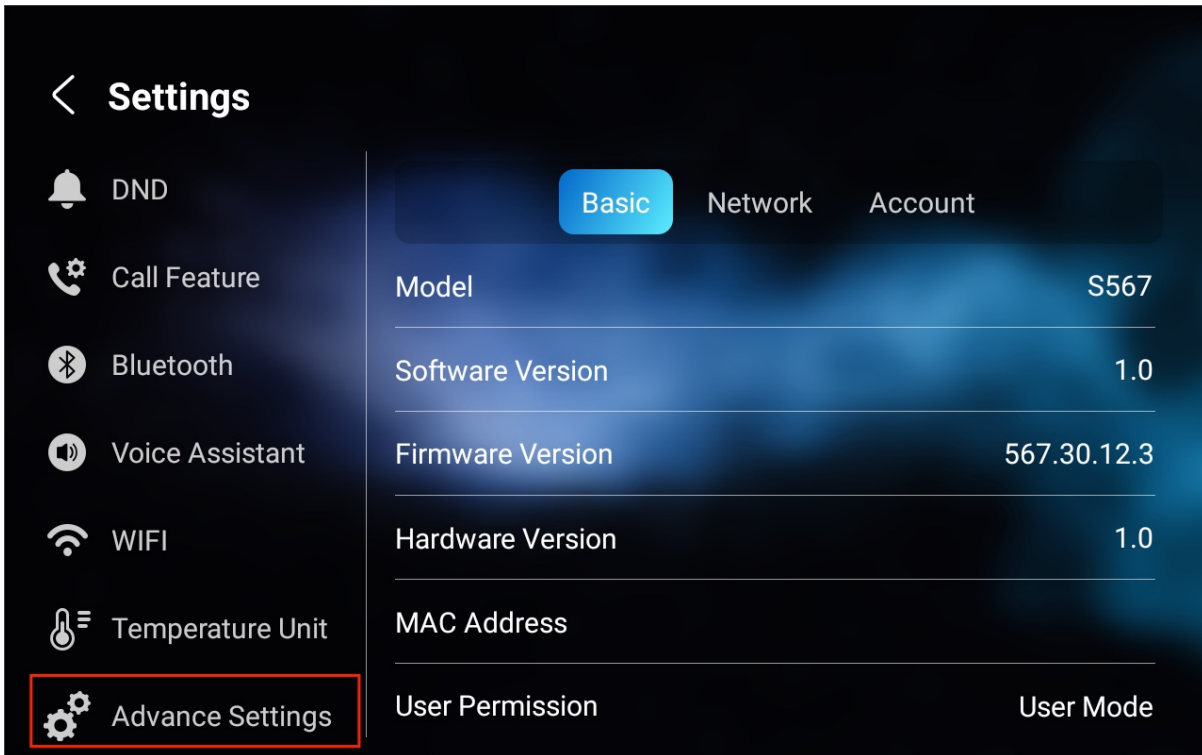 Settings
DND
Call Feature
Bluetooth
Voice Assistant
WIFI
Temperature Unit
Advance Settings
Basic Network Account
Model S567
Software Version 1.0
Firmware Version 567.30.12.3
Hardware Version 1.0
MAC Address
User Permission User Mode